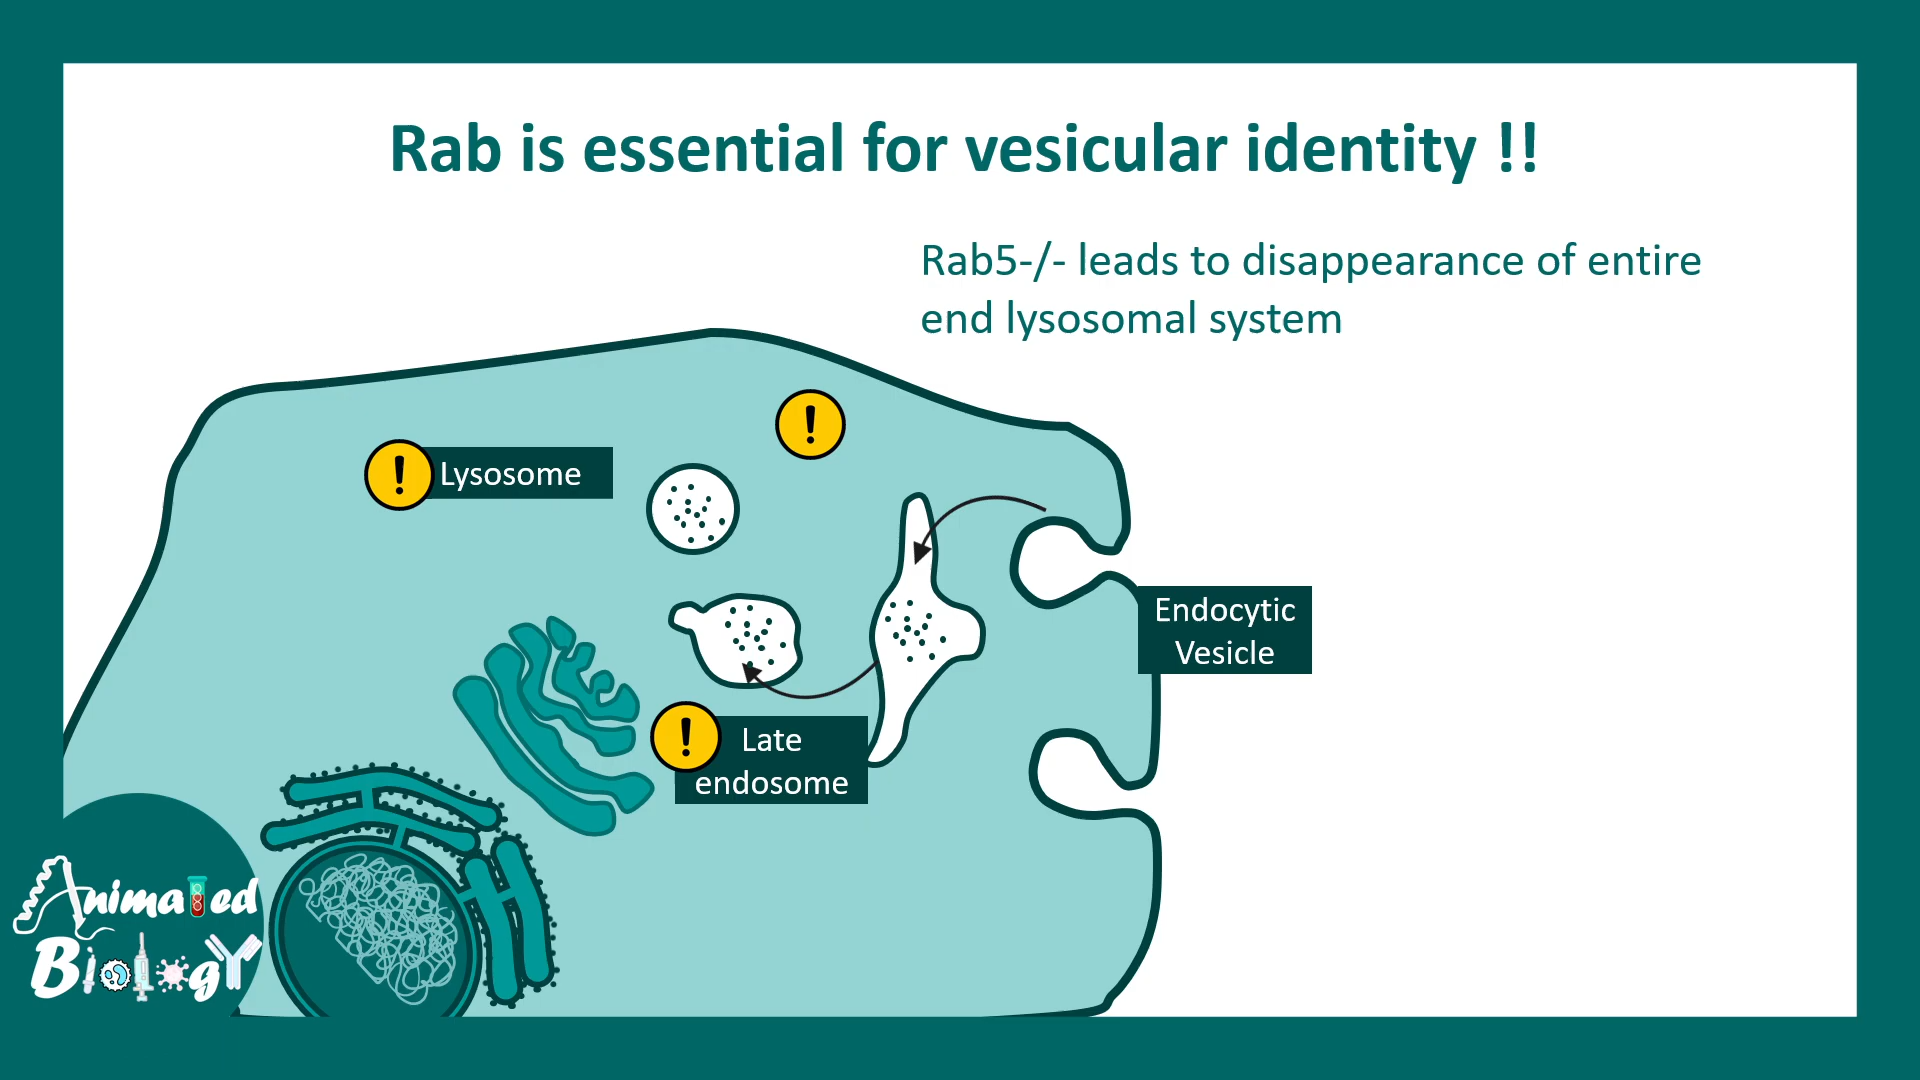 Rab is essential for vesicular identity !!
Rab5-/- leads to disappearance of entire
end lysosomal system
!
! Lysosome
Endocytic
Vesicle
! Late
endosome
Animated
Biology